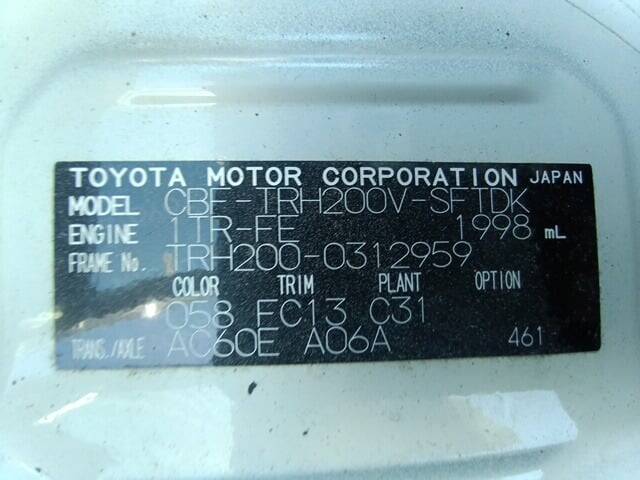 TOYOTA MOTOR CORPORATION JAPAN
MODEL CBF-TRH200V-SFTDK
ENGINE 1TR-FE 1998 mL
FRAME No. TRH200-0312959
COLOR TRIM PLANT OPTION
058 FC13 C31
TRANS./AXLE AC60E A06A 461